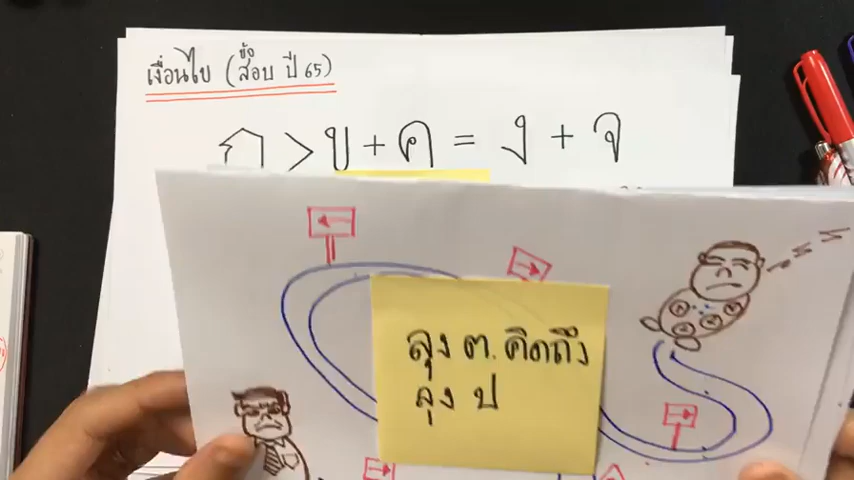 เงื่อนไข (ข้อสอบ ปี 65)
ก > ข + ค = ง + จ
ลุง ต. คิดถึง
ลุง ป